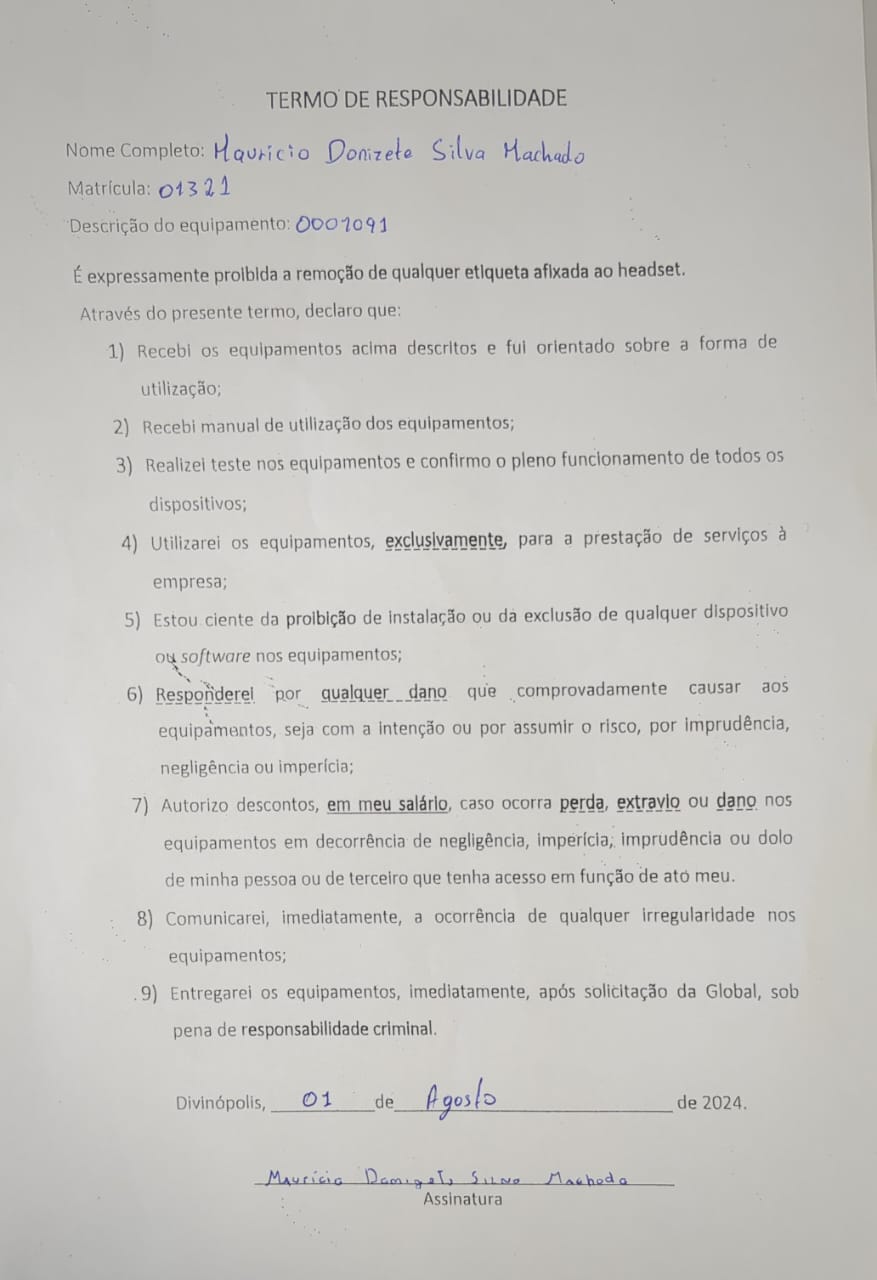 TERMO DE RESPONSABILIDADE
Nome Completo: Mauricio Donizete Silva Machado
Matrícula: 01321
Descrição do equipamento: 0001091
É expressamente proibida a remoção de qualquer etiqueta afixada ao headset.
Através do presente termo, declaro que:
1) Recebi os equipamentos acima descritos e fui orientado sobre a forma de
utilização;
2) Recebi manual de utilização dos equipamentos;
3) Realizei teste nos equipamentos e confirmo o pleno funcionamento de todos os
dispositivos;
4) Utilizarei os equipamentos, exclusivamente, para a prestação de serviços à
empresa;
5) Estou ciente da proibição de instalação ou da exclusão de qualquer dispositivo
ou software nos equipamentos;
6) Responderei por qualquer dano que comprovadamente causar aos
equipamentos, seja com a intenção ou por assumir o risco, por imprudência,
negligência ou imperícia;
7) Autorizo descontos, em meu salário, caso ocorra perda, extravio ou dano nos
equipamentos em decorrência de negligência, imperícia, imprudência ou dolo
de minha pessoa ou de terceiro que tenha acesso em função de ato meu.
8) Comunicarei, imediatamente, a ocorrência de qualquer irregularidade nos
equipamentos;
9) Entregarei os equipamentos, imediatamente, após solicitação da Global, sob
pena de responsabilidade criminal.
Divinópolis, 01 de Agosto de 2024.
Mauricio Donizete Silva Machado
Assinatura